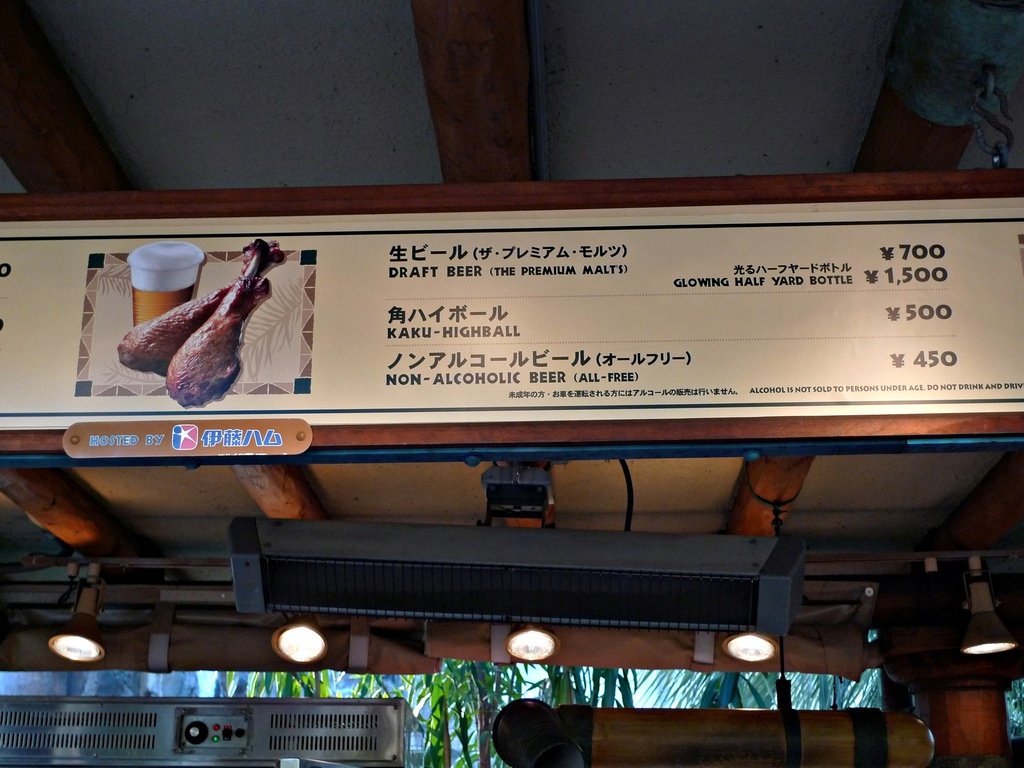 生ビール (ザ・プレミアム・モルツ) ¥700
DRAFT BEER (THE PREMIUM MALT'S)
光るハーフヤードボトル
GLOWING HALF YARD BOTTLE ¥1,500
角ハイボール ¥500
KAKU-HIGHBALL
ノンアルコールビール (オールフリー) ¥450
NON-ALCOHOLIC BEER (ALL-FREE)
未成年の方・お車を運転される方にはアルコールの販売は行いません。 ALCOHOL IS NOT SOLD TO PERSONS UNDER AGE. DO NOT DRINK AND DRIV
HOSTED BY 伊藤ハム